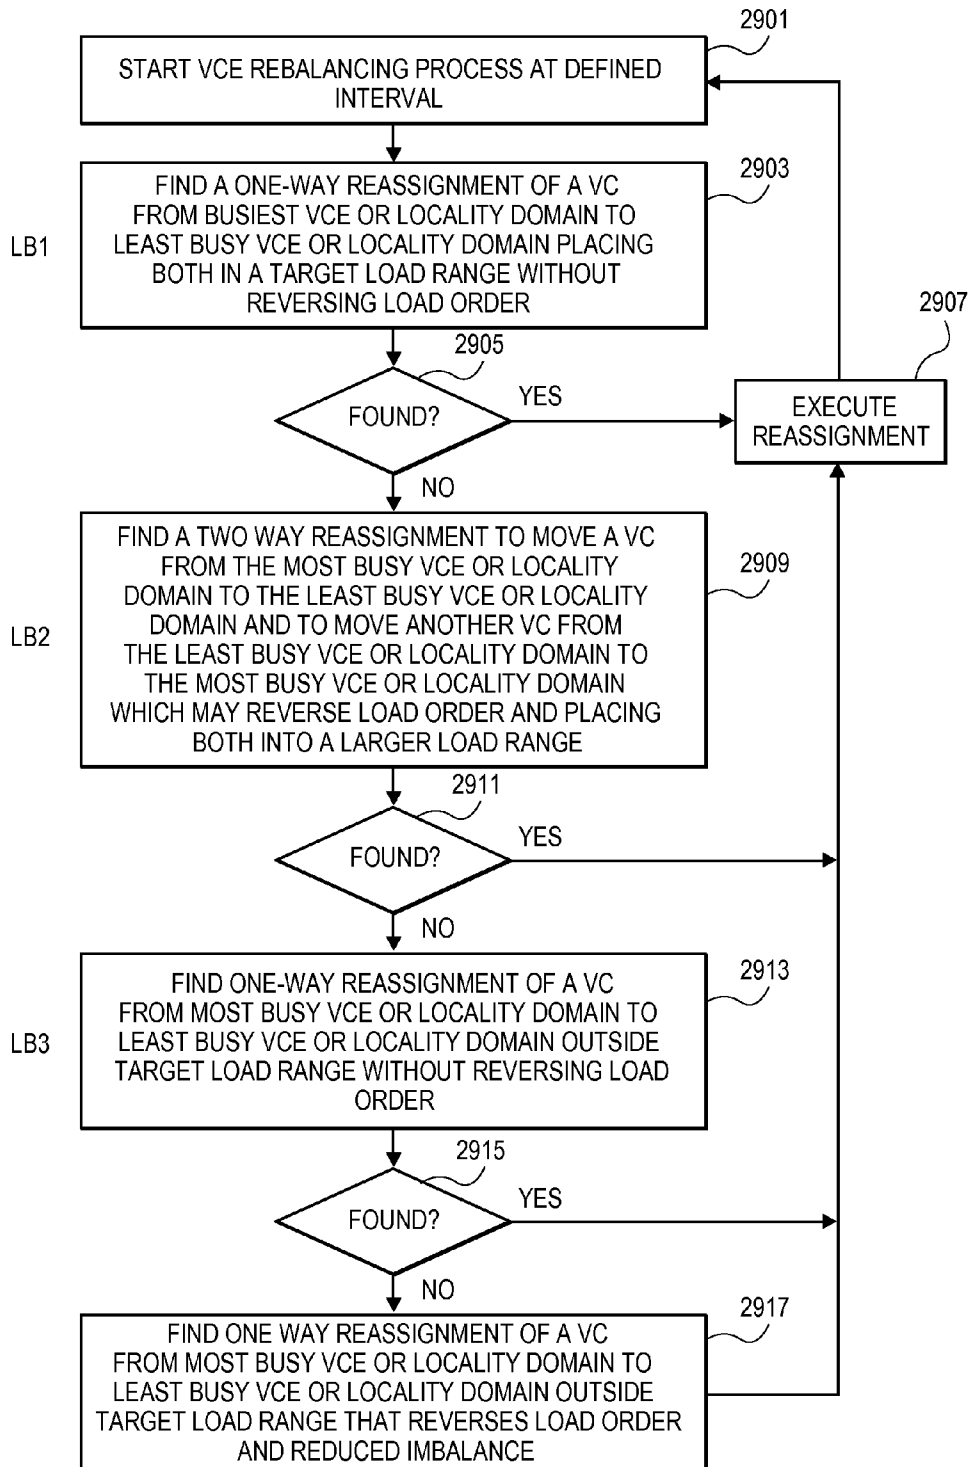 2901
START VCE REBALANCING PROCESS AT DEFINED
INTERVAL
2903
LB1
FIND A ONE-WAY REASSIGNMENT OF A VC
FROM BUSIEST VCE OR LOCALITY DOMAIN TO
LEAST BUSY VCE OR LOCALITY DOMAIN PLACING
BOTH IN A TARGET LOAD RANGE WITHOUT
REVERSING LOAD ORDER
2905
FOUND?
YES
2907
EXECUTE
REASSIGNMENT
NO
2909
LB2
FIND A TWO WAY REASSIGNMENT TO MOVE A VC
FROM THE MOST BUSY VCE OR LOCALITY
DOMAIN TO THE LEAST BUSY VCE OR LOCALITY
DOMAIN AND TO MOVE ANOTHER VC FROM
THE LEAST BUSY VCE OR LOCALITY DOMAIN TO
THE MOST BUSY VCE OR LOCALITY DOMAIN
WHICH MAY REVERSE LOAD ORDER AND PLACING
BOTH INTO A LARGER LOAD RANGE
2911
FOUND?
YES
NO
2913
LB3
FIND ONE-WAY REASSIGNMENT OF A VC
FROM MOST BUSY VCE OR LOCALITY DOMAIN TO
LEAST BUSY VCE OR LOCALITY DOMAIN OUTSIDE
TARGET LOAD RANGE WITHOUT REVERSING LOAD
ORDER
2915
FOUND?
YES
NO
2917
FIND ONE WAY REASSIGNMENT OF A VC
FROM MOST BUSY VCE OR LOCALITY DOMAIN TO
LEAST BUSY VCE OR LOCALITY DOMAIN OUTSIDE
TARGET LOAD RANGE THAT REVERSES LOAD ORDER
AND REDUCED IMBALANCE